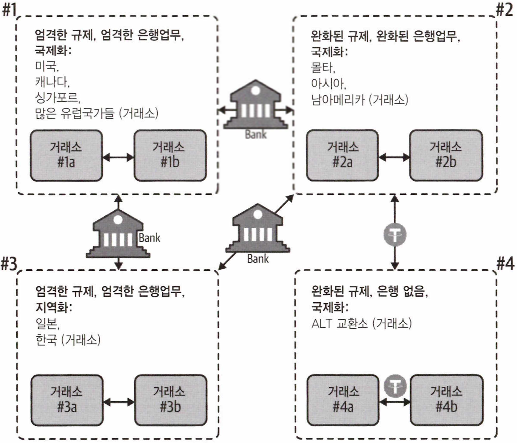 #1
엄격한 규제, 엄격한 은행업무,
국제화:
미국,
캐나다,
싱가포르,
많은 유럽국가들 (거래소)
거래소
#1a
거래소
#1b
Bank
#2
완화된 규제, 완화된 은행업무,
국제화:
몰타,
아시아,
남아메리카 (거래소)
거래소
#2a
거래소
#2b
Bank
Bank
#3
엄격한 규제, 엄격한 은행업무,
지역화:
일본,
한국 (거래소)
거래소
#3a
거래소
#3b
#4
완화된 규제, 은행 없음,
국제화:
ALT 교환소 (거래소)
거래소
#4a
거래소
#4b